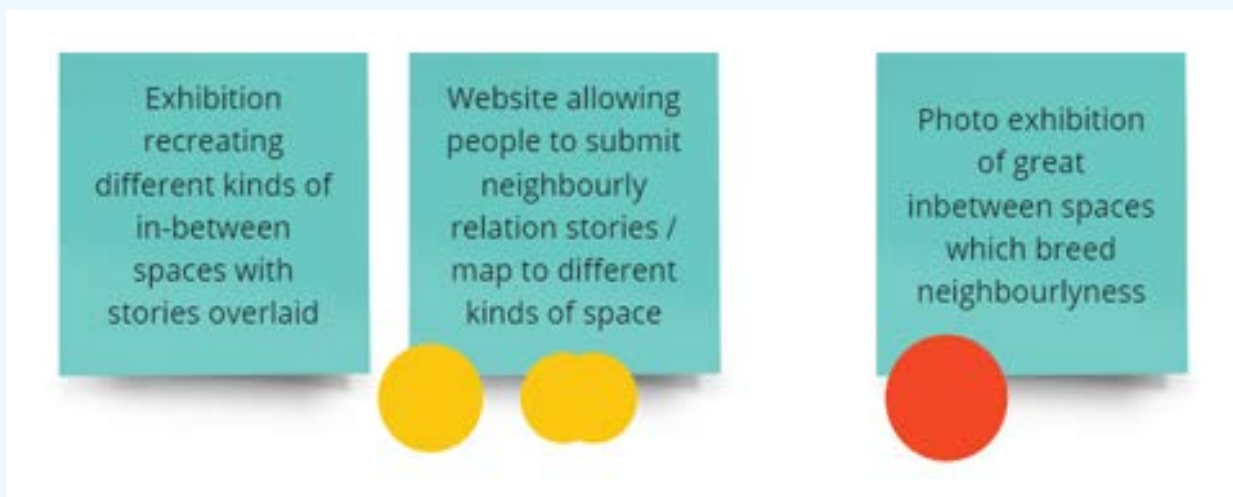 Exhibition
recreating
different kinds of
in-between
spaces with
stories overlaid
Website allowing
people to submit
neighbourly
relation stories /
map to different
kinds of space
Photo exhibition
of great
inbetween spaces
which breed
neighbourlyness